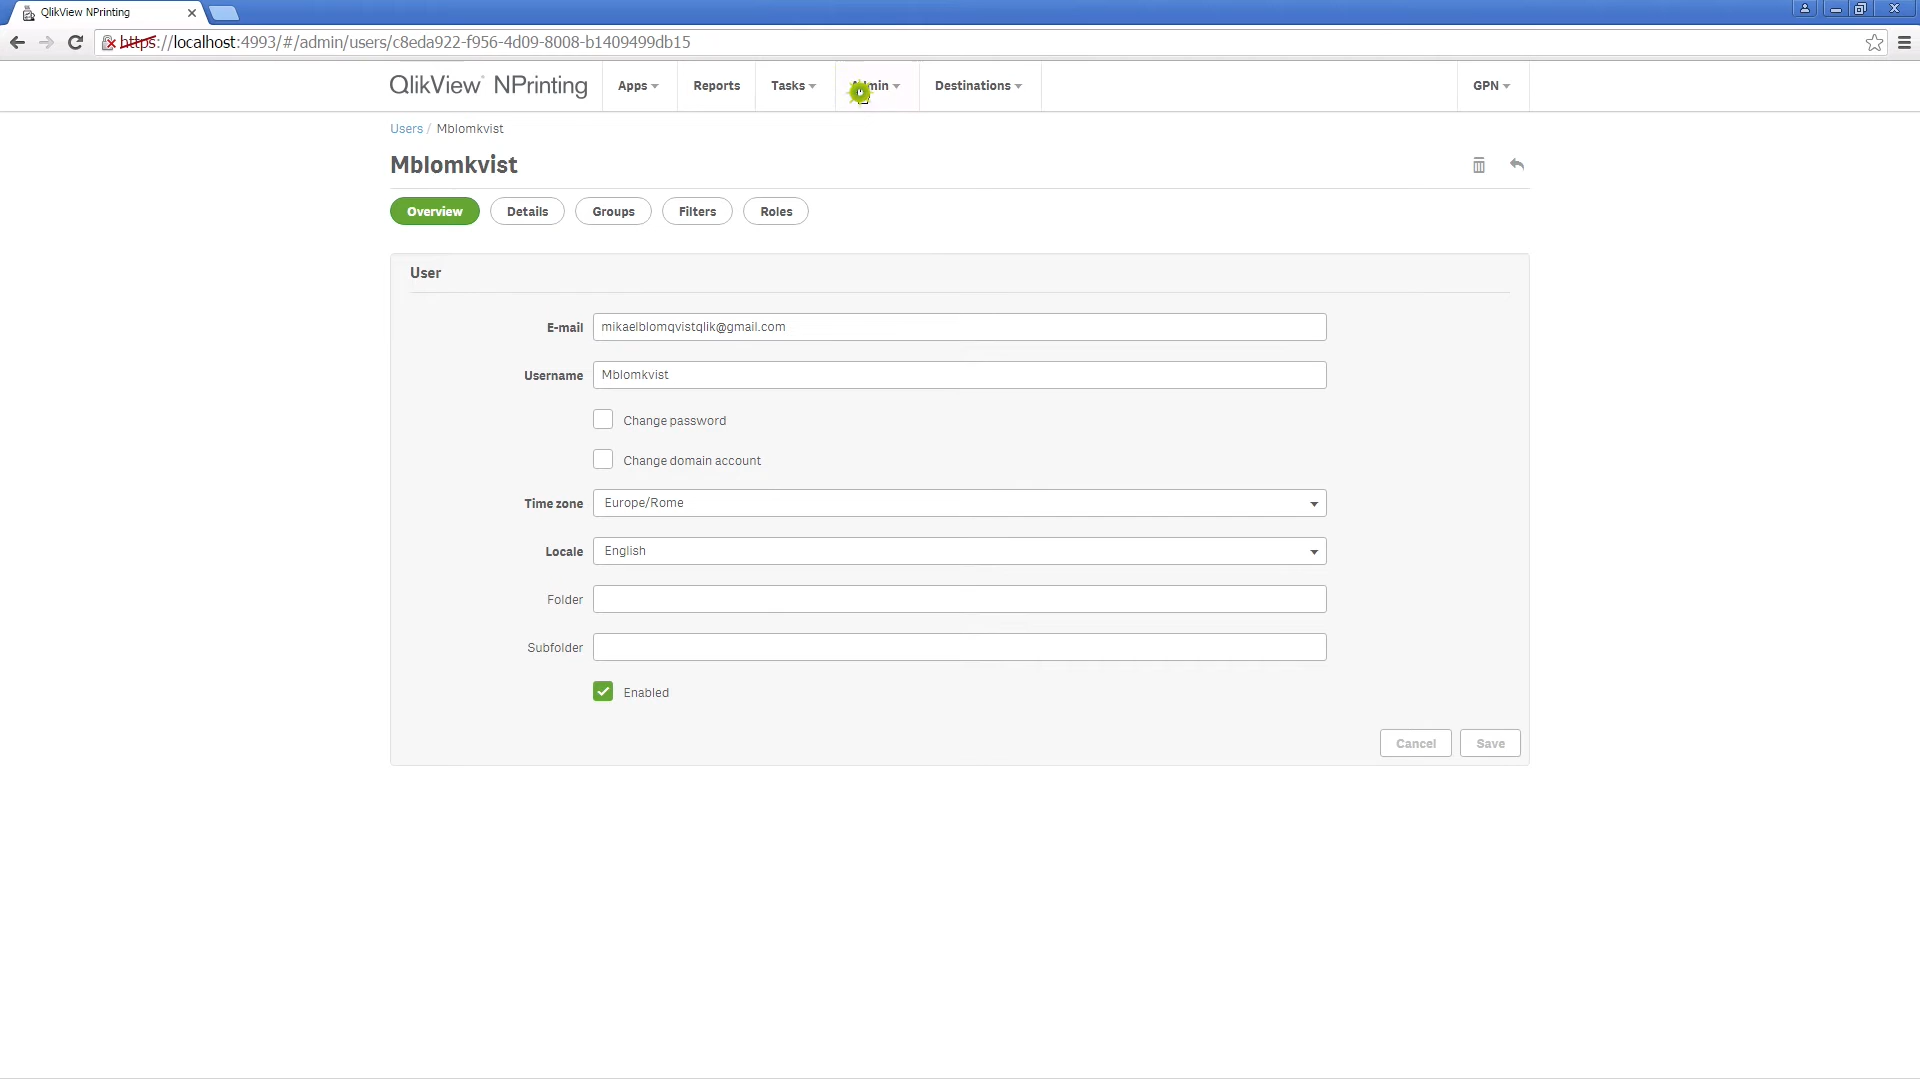 QlikView NPrinting
https://localhost:4993/#/admin/users/c8eda922-f956-4d09-8008-b1409499db15
QlikView NPrinting
Apps
Reports
Tasks
Destinations
GPN
Users / Mblomkvist
Mblomkvist
Overview
Details
Groups
Filters
Roles
User
E-mail
mikaelblomqvistqlik@gmail.com
Username
Mblomkvist
Change password
Change domain account
Time zone
Europe/Rome
Locale
English
Folder
Subfolder
Enabled
Cancel
Save